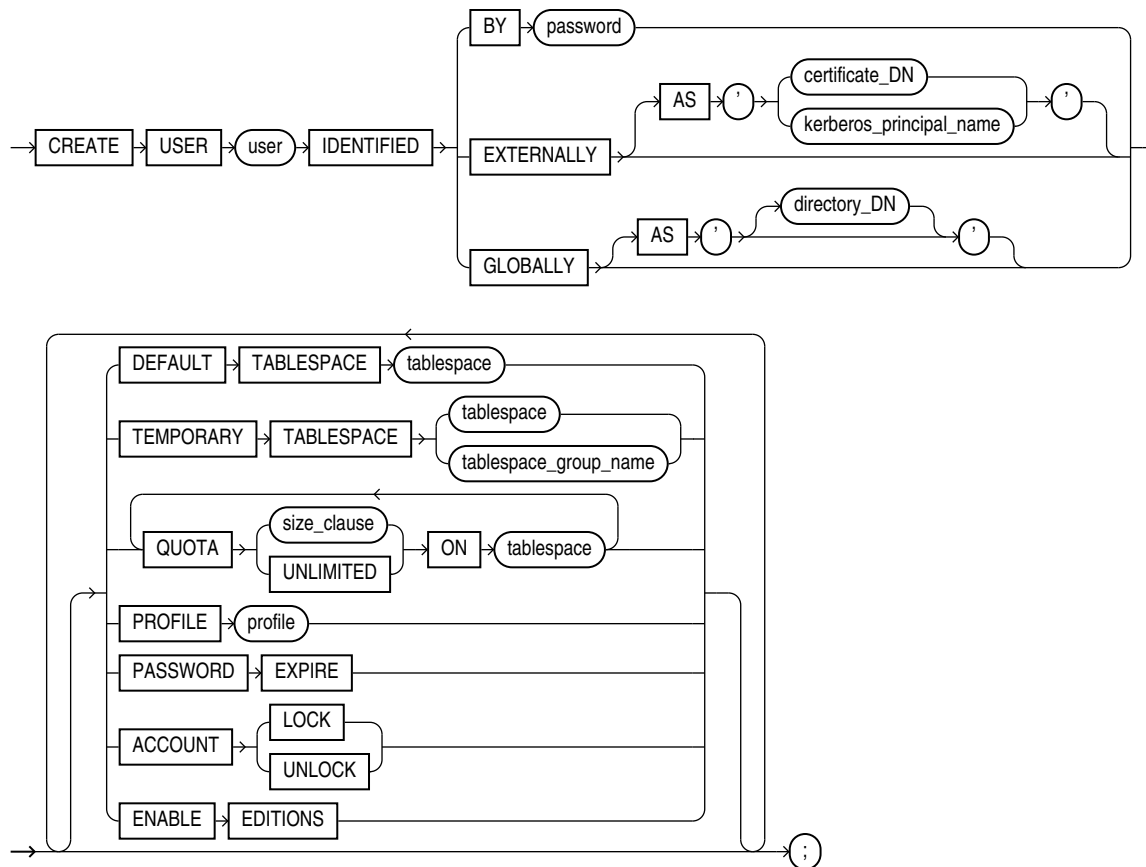 BY password
certificate_DN
AS ' '
kerberos_principal_name
CREATE USER user IDENTIFIED
EXTERNALLY
directory_DN
AS ' '
GLOBALLY
DEFAULT TABLESPACE tablespace
tablespace
TEMPORARY TABLESPACE
tablespace_group_name
size_clause
QUOTA ON tablespace
UNLIMITED
PROFILE profile
PASSWORD EXPIRE
LOCK
ACCOUNT
UNLOCK
ENABLE EDITIONS
;